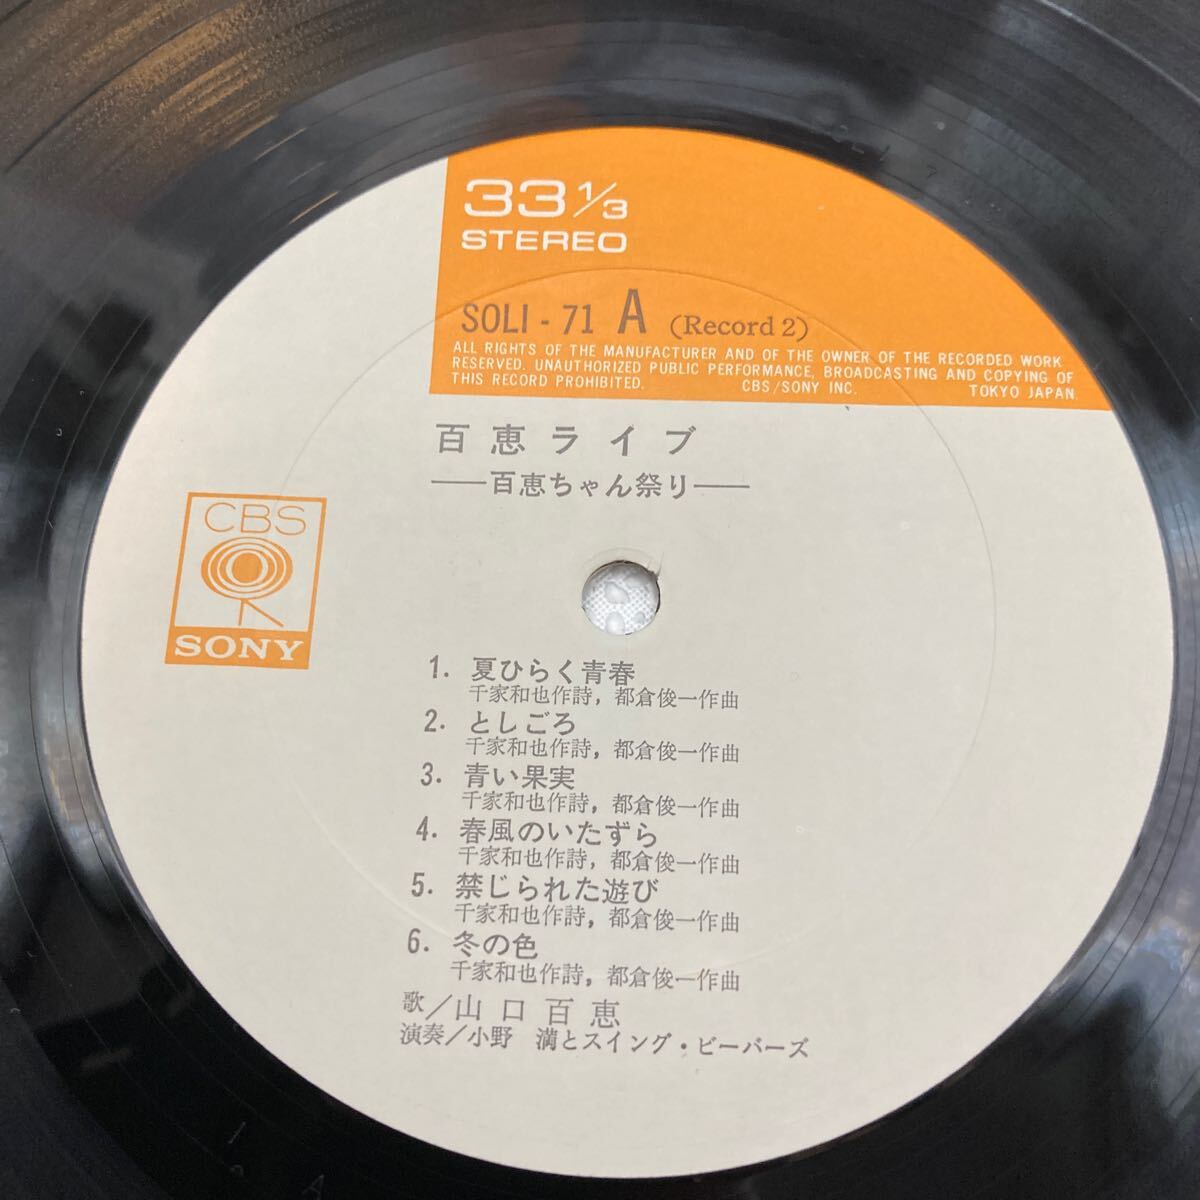 33 1/3
STEREO
SOLI - 71 A (Record 2)
ALL RIGHTS OF THE MANUFACTURER AND OF THE OWNER OF THE RECORDED WORK
RESERVED. UNAUTHORIZED PUBLIC PERFORMANCE, BROADCASTING AND COPYING OF
THIS RECORD PROHIBITED. CBS/SONY INC. TOKYO JAPAN.
百恵ライブ
──百恵ちゃん祭り──
CBS
SONY
1. 夏ひらく青春
千家和也作詩, 都倉俊一作曲
2. としごろ
千家和也作詩, 都倉俊一作曲
3. 青い果実
千家和也作詩, 都倉俊一作曲
4. 春風のいたずら
千家和也作詩, 都倉俊一作曲
5. 禁じられた遊び
千家和也作詩, 都倉俊一作曲
6. 冬の色
千家和也作詩, 都倉俊一作曲
歌/山口百恵
演奏/小野 満とスイング・ビーバーズ